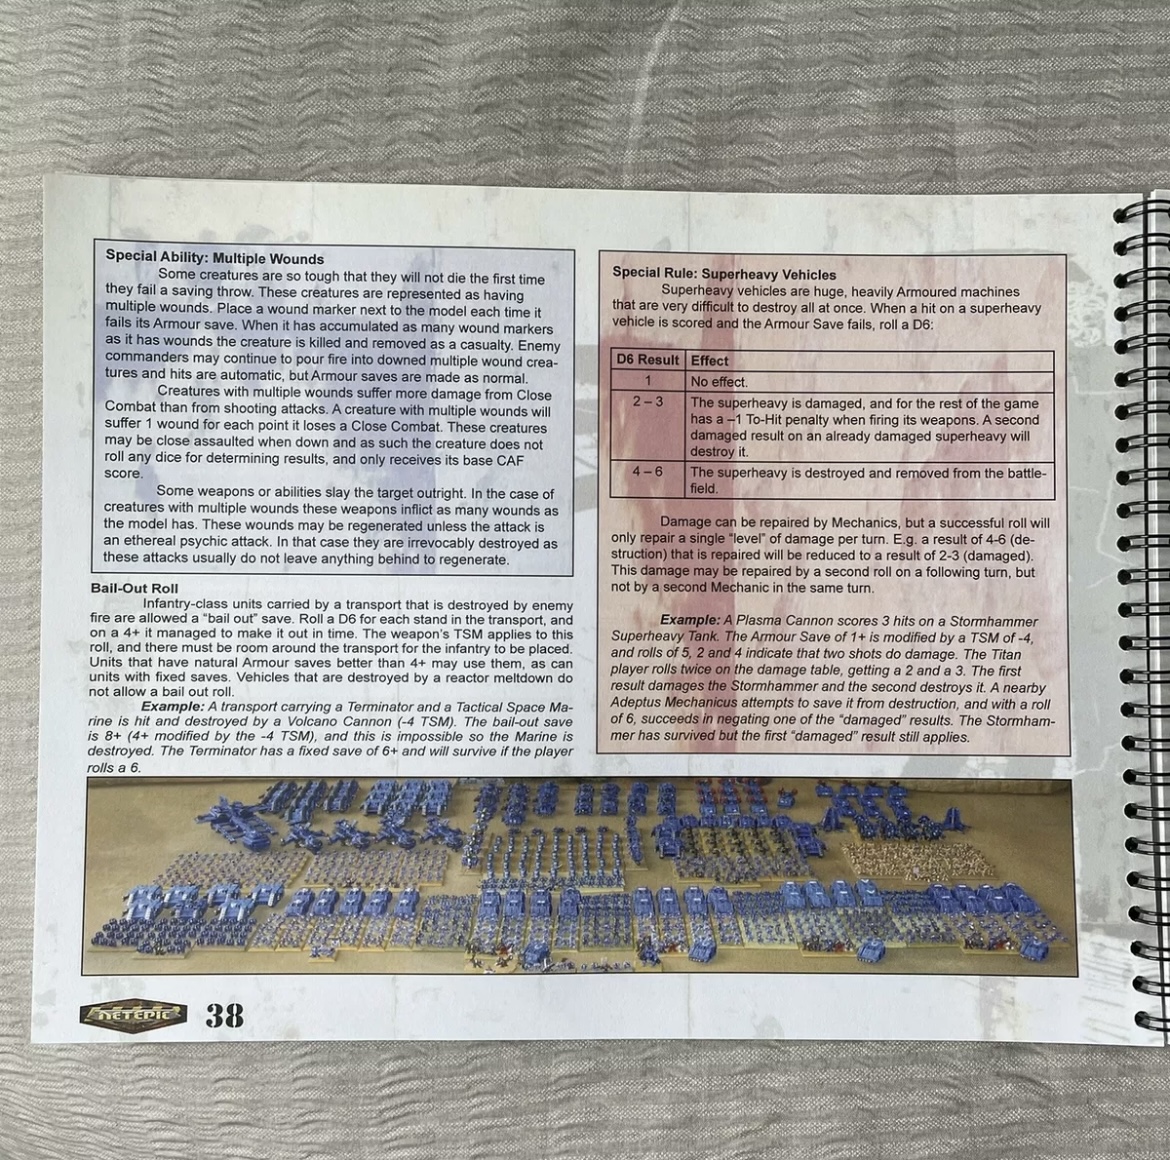 Special Ability: Multiple Wounds
Some creatures are so tough that they will not die the first time
they fail a saving throw. These creatures are represented as having
multiple wounds. Place a wound marker next to the model each time it
fails its Armour save. When it has accumulated as many wound markers
as it has wounds the creature is killed and removed as a casualty. Enemy
commanders may continue to pour fire into downed multiple wound crea-
tures and hits are automatic, but Armour saves are made as normal.
Creatures with multiple wounds suffer more damage from Close
Combat than from shooting attacks. A creature with multiple wounds will
suffer 1 wound for each point it loses a Close Combat. These creatures
may be close assaulted when down and as such the creature does not
roll any dice for determining results, and only receives its base CAF
score.
Some weapons or abilities slay the target outright. In the case of
creatures with multiple wounds these weapons inflict as many wounds as
the model has. These wounds may be regenerated unless the attack is
an ethereal psychic attack. In that case they are irrevocably destroyed as
these attacks usually do not leave anything behind to regenerate.
Bail-Out Roll
Infantry-class units carried by a transport that is destroyed by enemy
fire are allowed a "bail out" save. Roll a D6 for each stand in the transport, and
on a 4+ it managed to make it out in time. The weapon's TSM applies to this
roll, and there must be room around the transport for the infantry to be placed.
Units that have natural Armour saves better than 4+ may use them, as can
units with fixed saves. Vehicles that are destroyed by a reactor meltdown do
not allow a bail out roll.
Example: A transport carrying a Terminator and a Tactical Space Ma-
rine is hit and destroyed by a Volcano Cannon (-4 TSM). The bail-out save
is 8+ (4+ modified by the -4 TSM), and this is impossible so the Marine is
destroyed. The Terminator has a fixed save of 6+ and will survive if the player
rolls a 6.
Special Rule: Superheavy Vehicles
Superheavy vehicles are huge, heavily Armoured machines
that are very difficult to destroy all at once. When a hit on a superheavy
vehicle is scored and the Armour Save fails, roll a D6:
D6 Result Effect
1 No effect.
2 – 3 The superheavy is damaged, and for the rest of the game
has a –1 To-Hit penalty when firing its weapons. A second
damaged result on an already damaged superheavy will
destroy it.
4 – 6 The superheavy is destroyed and removed from the battle-
field.
Damage can be repaired by Mechanics, but a successful roll will
only repair a single "level" of damage per turn. E.g. a result of 4-6 (de-
struction) that is repaired will be reduced to a result of 2-3 (damaged).
This damage may be repaired by a second roll on a following turn, but
not by a second Mechanic in the same turn.
Example: A Plasma Cannon scores 3 hits on a Stormhammer
Superheavy Tank. The Armour Save of 1+ is modified by a TSM of -4,
and rolls of 5, 2 and 4 indicate that two shots do damage. The Titan
player rolls twice on the damage table, getting a 2 and a 3. The first
result damages the Stormhammer and the second destroys it. A nearby
Adeptus Mechanicus attempts to save it from destruction, and with a roll
of 6, succeeds in negating one of the "damaged" results. The Stormham-
mer has survived but the first "damaged" result still applies.
NETEPIC 38